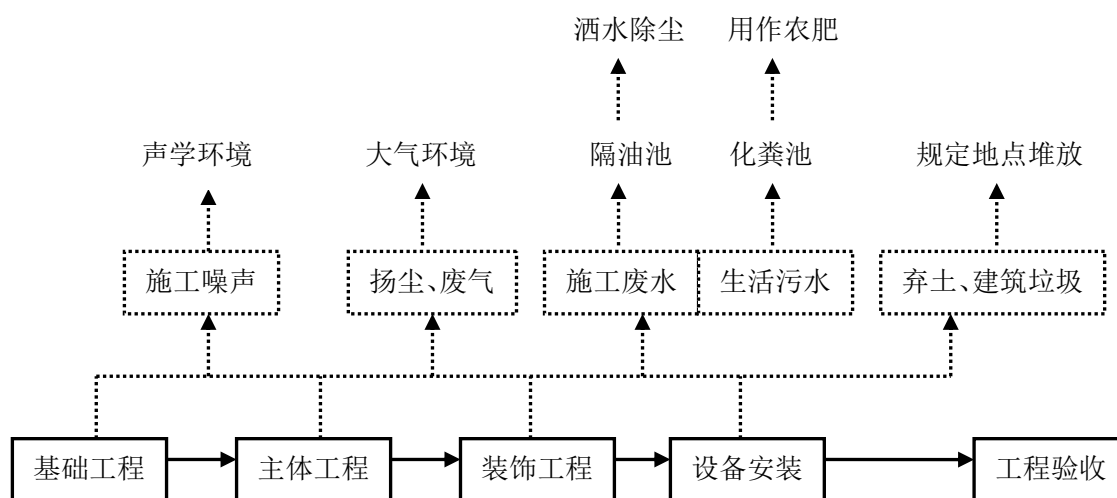 洒水除尘 用作农肥
声学环境 大气环境 隔油池 化粪池 规定地点堆放
施工噪声 扬尘、废气 施工废水 生活污水 弃土、建筑垃圾
基础工程 主体工程 装饰工程 设备安装 工程验收